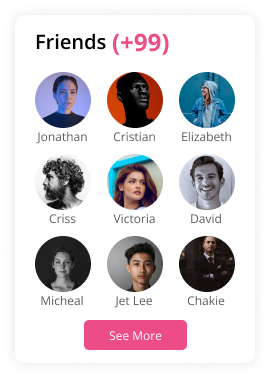 Friends (+99)
Jonathan Cristian Elizabeth
Criss Victoria David
Micheal Jet Lee Chakie
See More